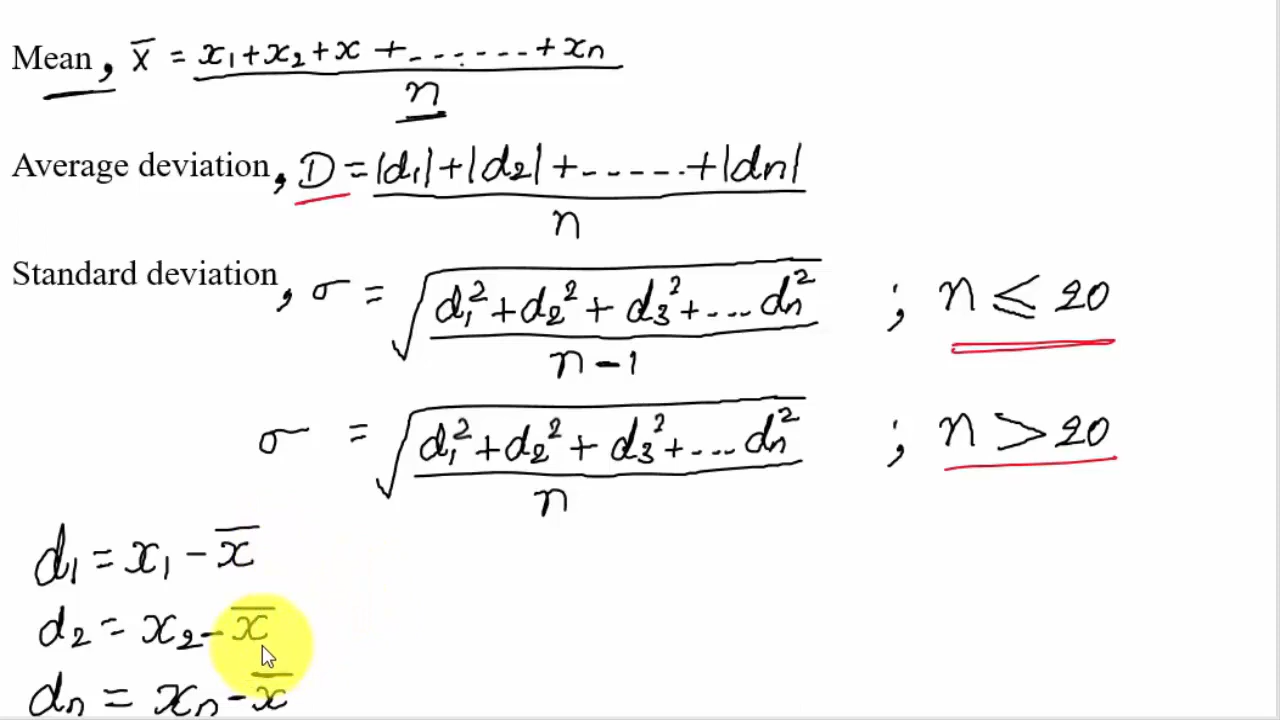 Mean, x̄ = x₁+x₂+x+.......+xₙ / n
Average deviation, D = |d₁|+|d₂|+......+|dn| / n
Standard deviation, σ = √(d₁²+d₂²+d₃²+...dn² / n-1) ; n ≤ 20
σ = √(d₁²+d₂²+d₃²+...dn² / n) ; n > 20
d₁ = x₁ - x̄
d₂ = x₂ - x̄
dn = xn - x̄